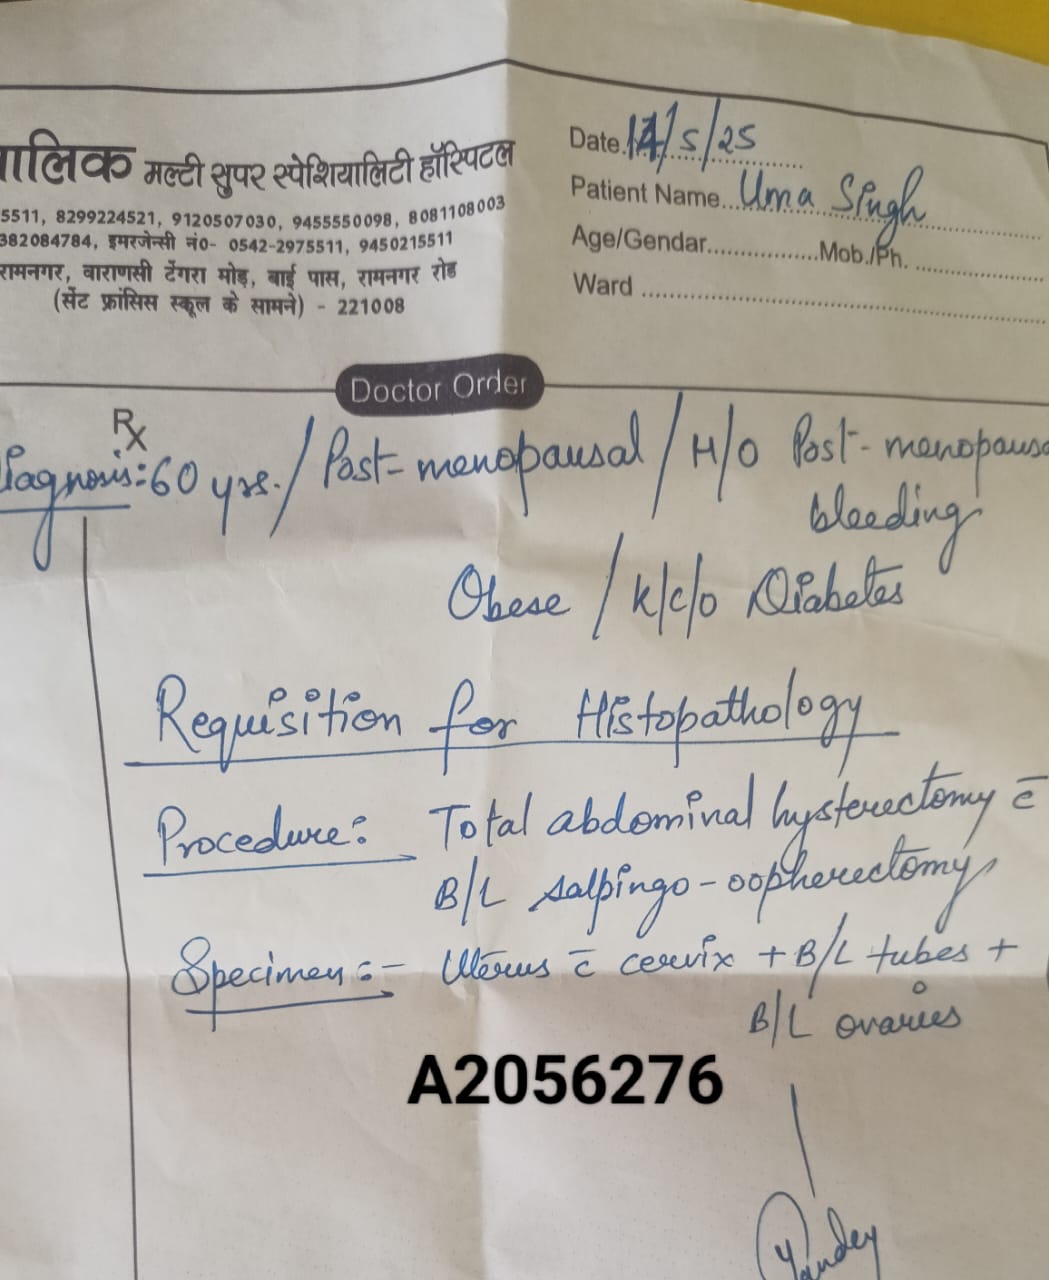 ालिक मल्टी सुपर स्पेशियालिटी हॉस्पिटल
5511, 8299224521, 9120507030, 9455550098, 8081108003
382084784, इमरजेन्सी नं0- 0542-2975511, 9450215511
रामनगर, वाराणसी टेंगरा मोड़, बाई पास, रामनगर रोड
(सेंट फ्रांसिस स्कूल के सामने) - 221008
Date. 14/5/25
Patient Name... Uma Singh
Age/Gendar.................Mob./Ph. ....................
Ward ............................................................
Doctor Order
Rx
iagnosis:- 60 yrs. / Post-menopausal / H/O Post-menopausa
bleeding
Obese / k/c/o Diabetes
Requisition for Histopathology
Procedure:- Total abdominal hysterectomy c̄
B/L salpingo-oopherectomy
Specimen:- Uterus c̄ cervix + B/L tubes +
B/L ovaries
A2056276
Pandey